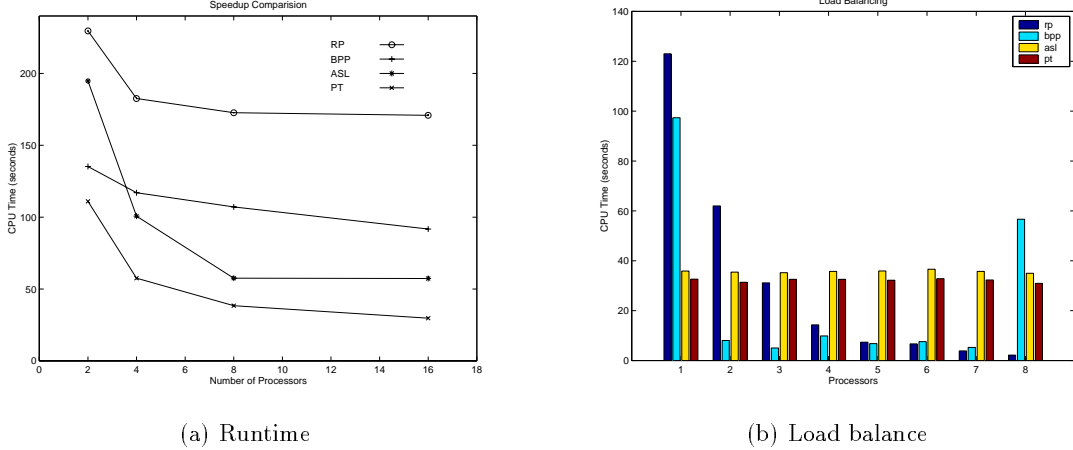 Speedup Comparision
RP
BPP
ASL
PT
CPU Time (seconds)
200
150
100
50
0
0 2 4 6 8 10 12 14 16 18
Number of Processors
(a) Runtime
Load Balancing
rp
bpp
asl
pt
CPU Time (seconds)
140
120
100
80
60
40
20
0
1 2 3 4 5 6 7 8
Processors
(b) Load balance